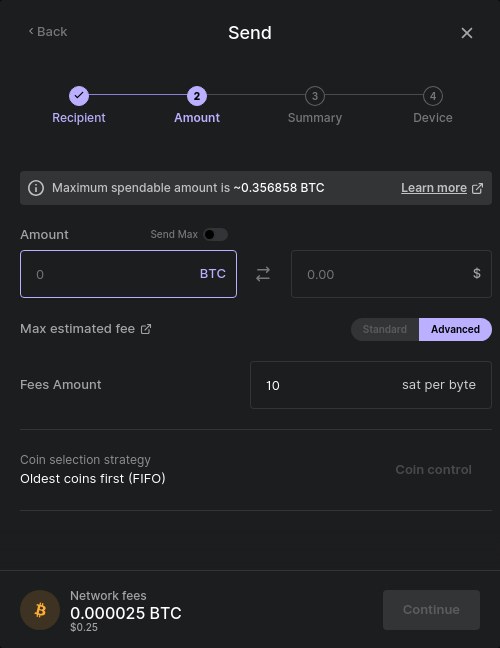 Back
Send
2
3
4
Recipient
Amount
Summary
Device
Maximum spendable amount is ~0.356858 BTC
Learn more
Amount
Send Max
0
BTC
0.00
$
Max estimated fee
Standard
Advanced
Fees Amount
10
sat per byte
Coin selection strategy
Oldest coins first (FIFO)
Coin control
Network fees
0.000025 BTC
$0.25
Continue